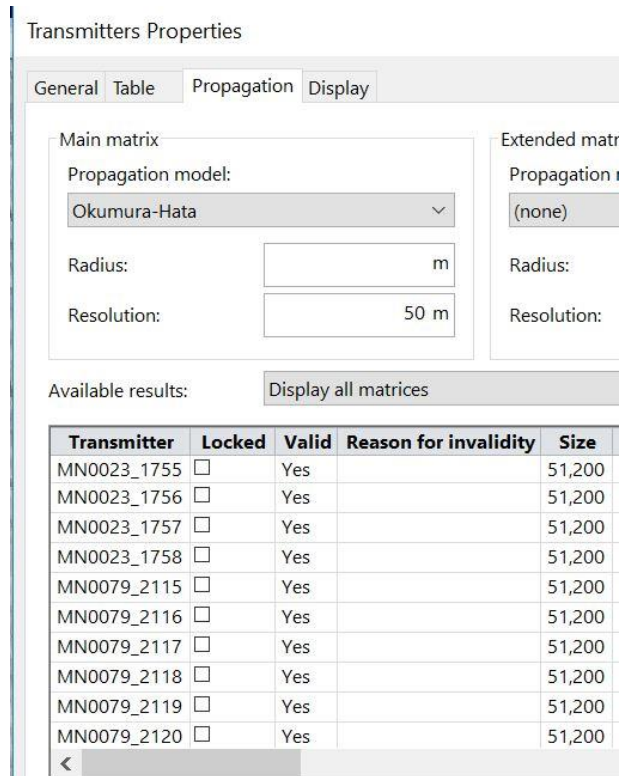 Transmitters Properties
General Table Propagation Display
Main matrix
Extended matr
Propagation model:
Propagation
Okumura-Hata
(none)
Radius: m
Radius:
Resolution: 50 m
Resolution:
Available results: Display all matrices
Transmitter Locked Valid Reason for invalidity Size
MN0023_1755 Yes 51,200
MN0023_1756 Yes 51,200
MN0023_1757 Yes 51,200
MN0023_1758 Yes 51,200
MN0079_2115 Yes 51,200
MN0079_2116 Yes 51,200
MN0079_2117 Yes 51,200
MN0079_2118 Yes 51,200
MN0079_2119 Yes 51,200
MN0079_2120 Yes 51,200